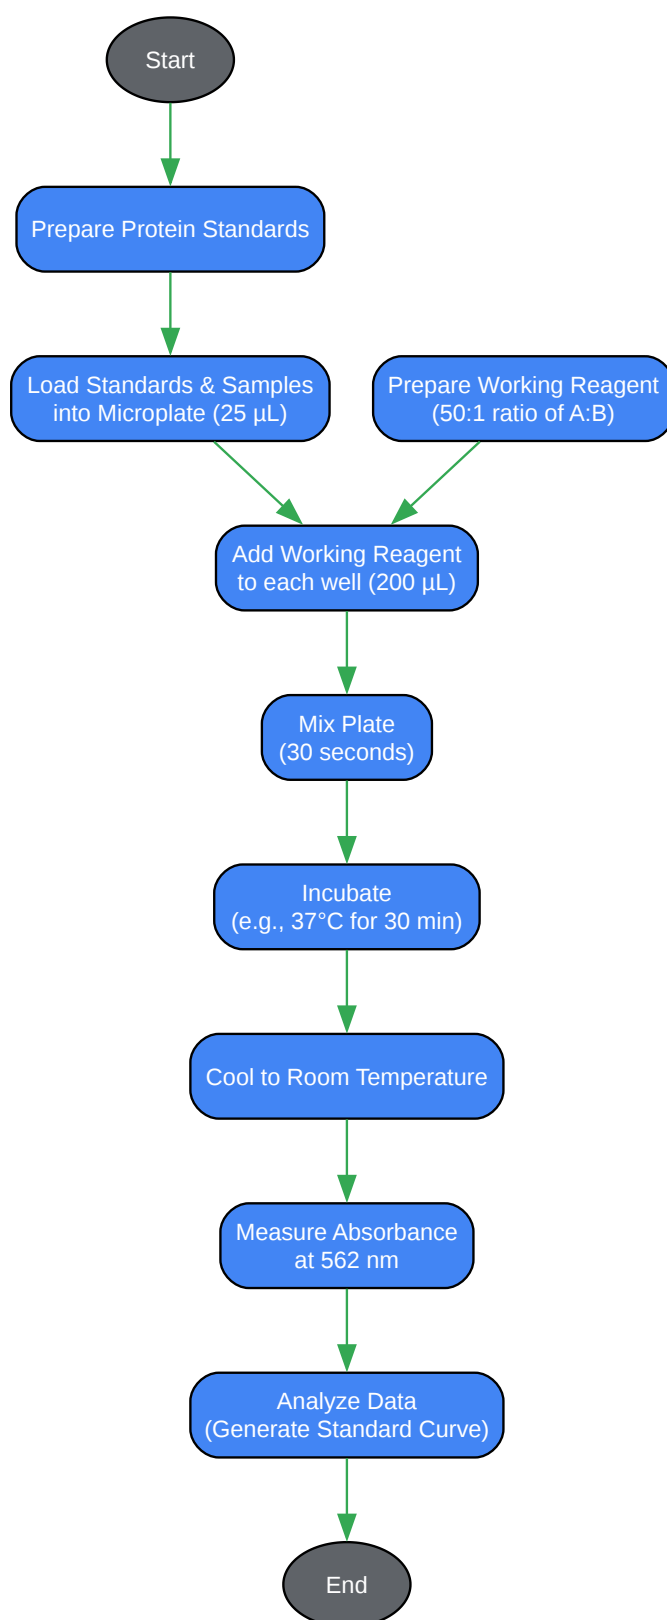 Start
Prepare Protein Standards
Load Standards & Samples
into Microplate (25 µL)
Prepare Working Reagent
(50:1 ratio of A:B)
Add Working Reagent
to each well (200 µL)
Mix Plate
(30 seconds)
Incubate
(e.g., 37°C for 30 min)
Cool to Room Temperature
Measure Absorbance
at 562 nm
Analyze Data
(Generate Standard Curve)
End